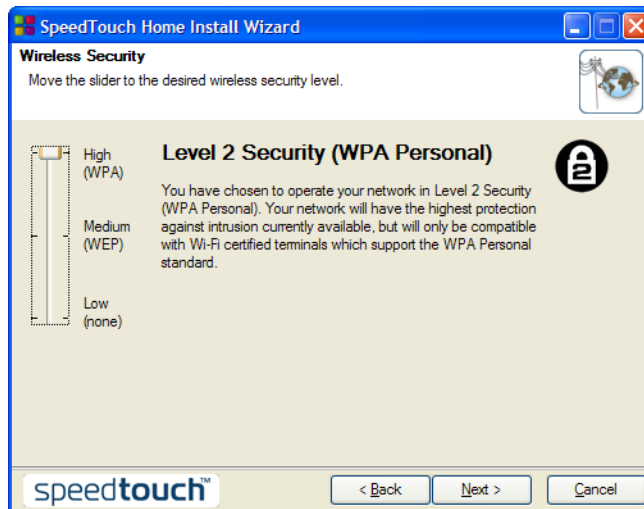 SpeedTouch Home Install Wizard
Wireless Security
Move the slider to the desired wireless security level.
High
(WPA)
Medium
(WEP)
Low
(none)
Level 2 Security (WPA Personal)
You have chosen to operate your network in Level 2 Security
(WPA Personal). Your network will have the highest protection
against intrusion currently available, but will only be compatible
with Wi-Fi certified terminals which support the WPA Personal
standard.
2
speedtouch™
< Back
Next >
Cancel